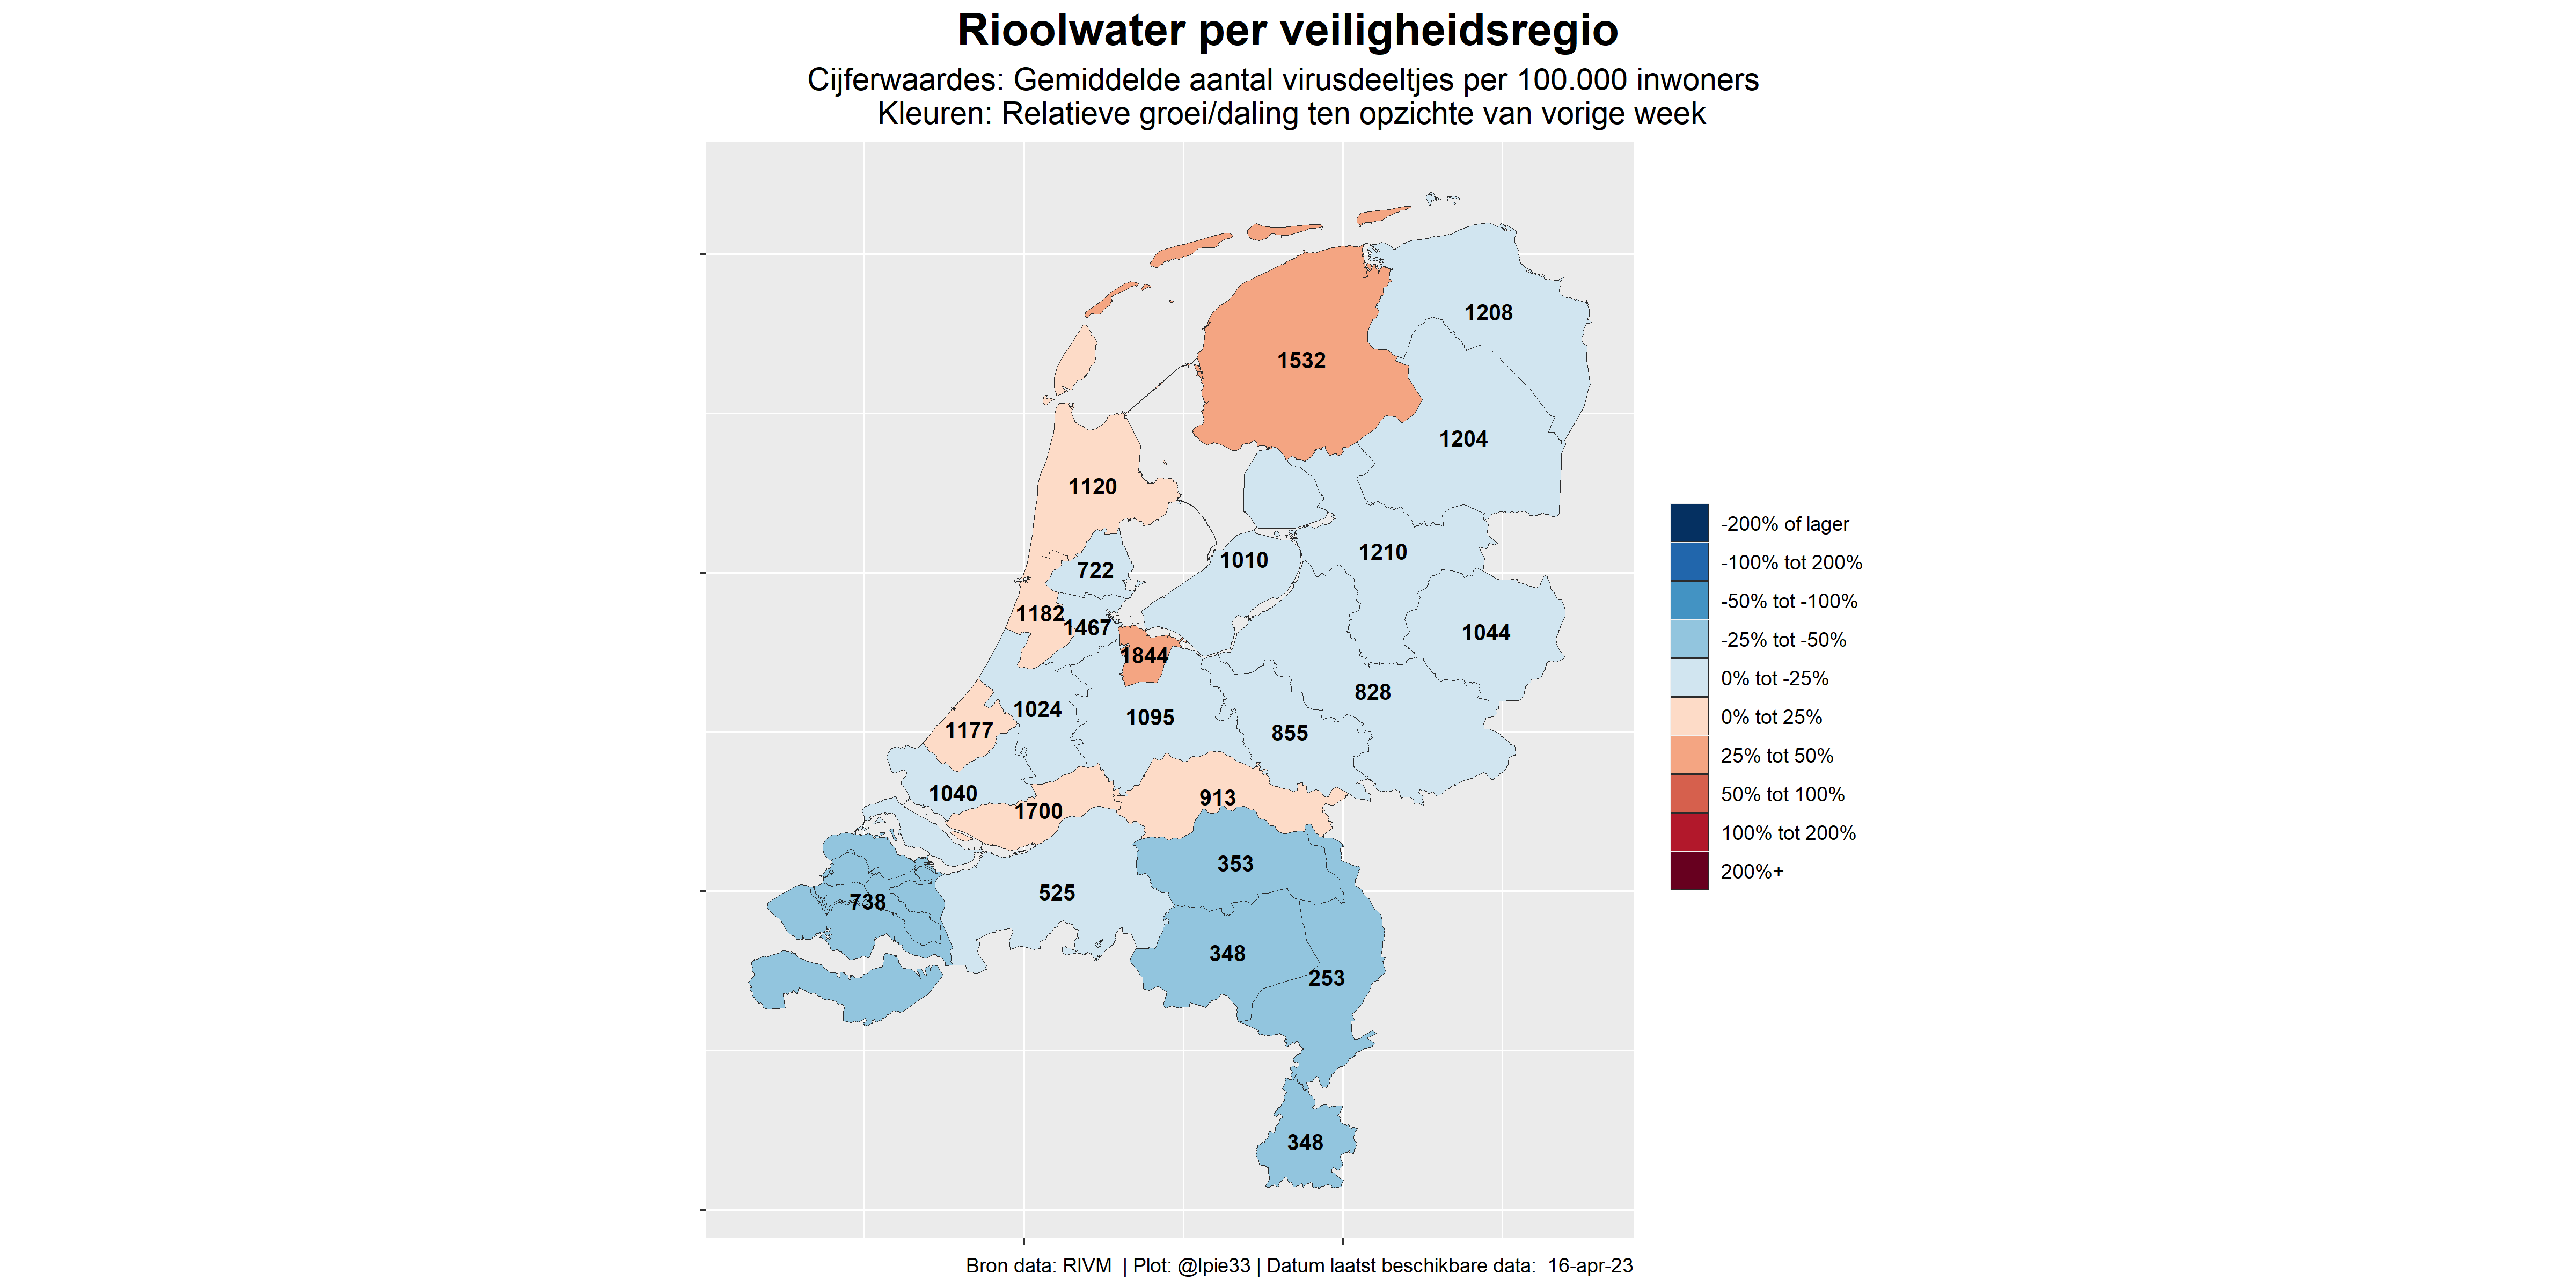 Rioolwater per veiligheidsregio
Cijferwaardes: Gemiddelde aantal virusdeeltjes per 100.000 inwoners
Kleuren: Relatieve groei/daling ten opzichte van vorige week
1208
1532
1204
1120
1210
1010
722
1182
1467
1044
1844
828
1024
1095
1177
855
1040
913
1700
353
525
738
348
253
348
-200% of lager
-100% tot 200%
-50% tot -100%
-25% tot -50%
0% tot -25%
0% tot 25%
25% tot 50%
50% tot 100%
100% tot 200%
200%+
Bron data: RIVM | Plot: @lpie33 | Datum laatst beschikbare data: 16-apr-23